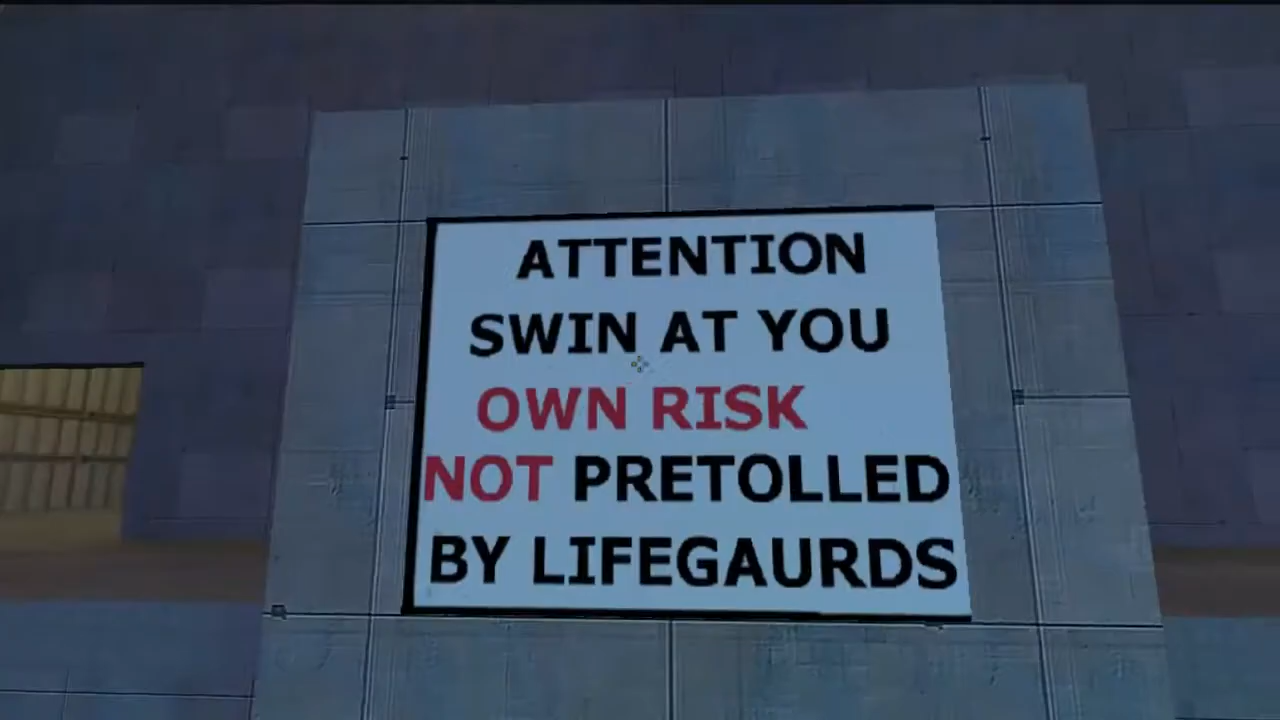 ATTENTION
SWIN AT YOU
OWN RISK
NOT PRETOLLED
BY LIFEGAURDS